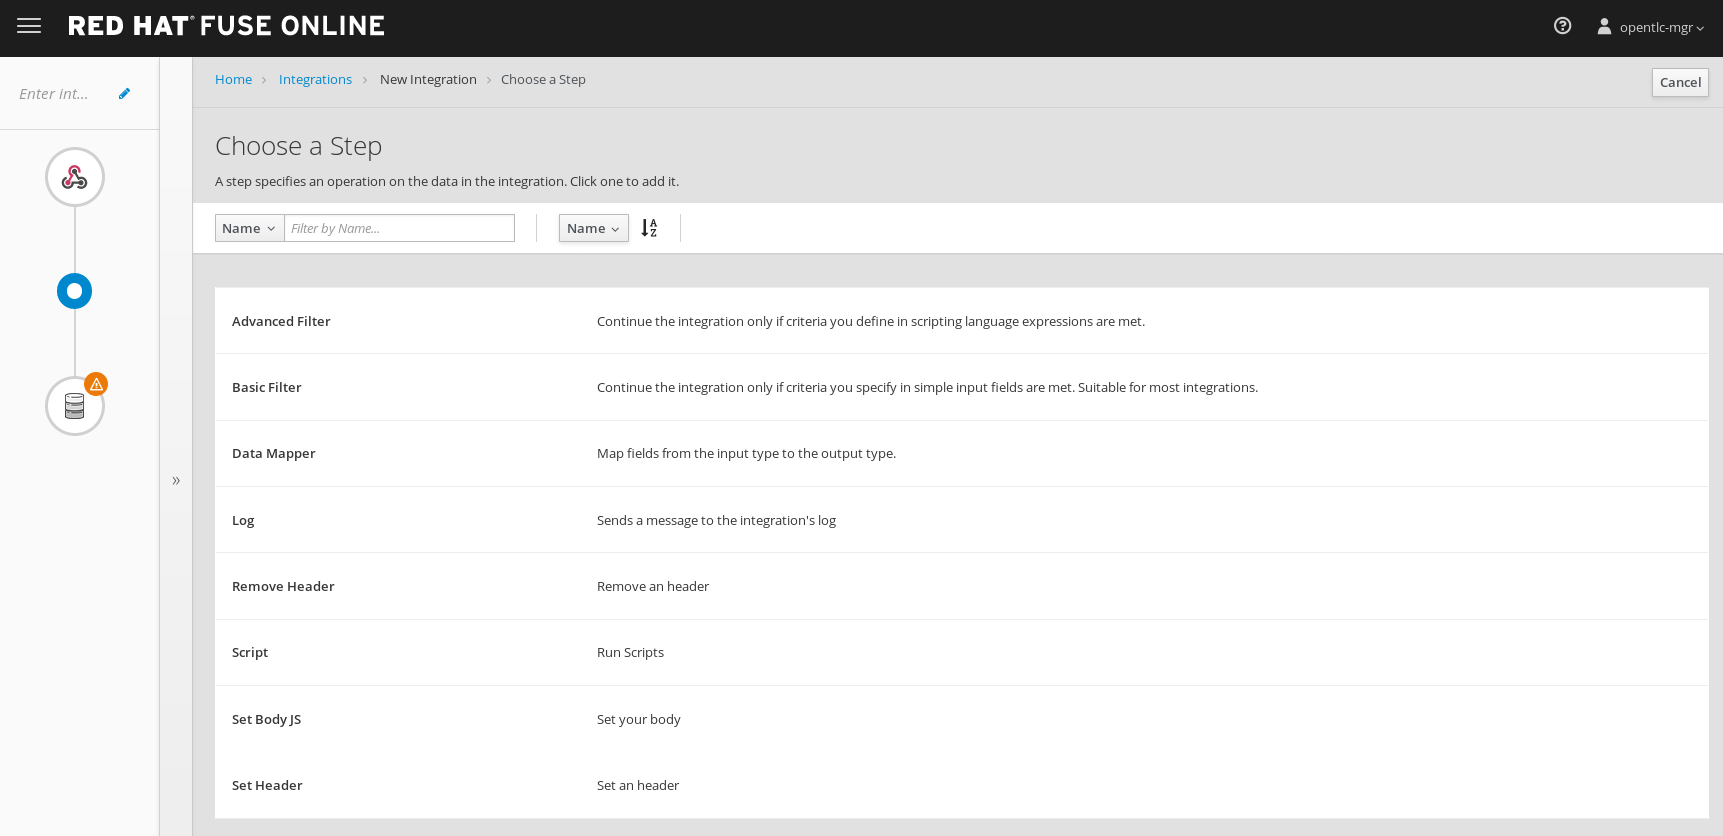 RED HAT® FUSE ONLINE
opentlc-mgr
Enter int...
Home > Integrations > New Integration > Choose a Step
Cancel
Choose a Step
A step specifies an operation on the data in the integration. Click one to add it.
Name Filter by Name... Name A Z
»
Advanced Filter Continue the integration only if criteria you define in scripting language expressions are met.
Basic Filter Continue the integration only if criteria you specify in simple input fields are met. Suitable for most integrations.
Data Mapper Map fields from the input type to the output type.
Log Sends a message to the integration's log
Remove Header Remove an header
Script Run Scripts
Set Body JS Set your body
Set Header Set an header